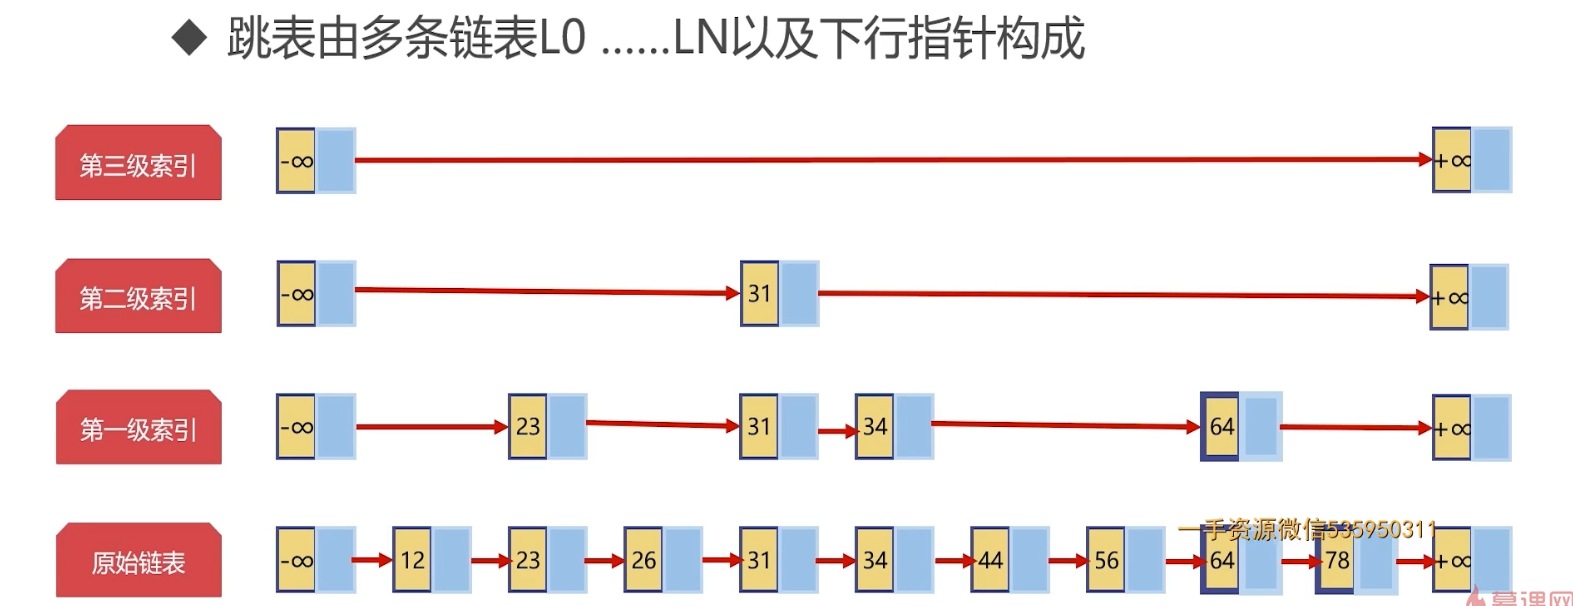 ◆ 跳表由多条链表L0 ......LN以及下行指针构成
第三级索引 -∞ +∞
第二级索引 -∞ 31 +∞
第一级索引 -∞ 23 31 34 64 +∞
一手资源微信535950311
原始链表 -∞ 12 23 26 31 34 44 56 64 78 +∞
慕课网